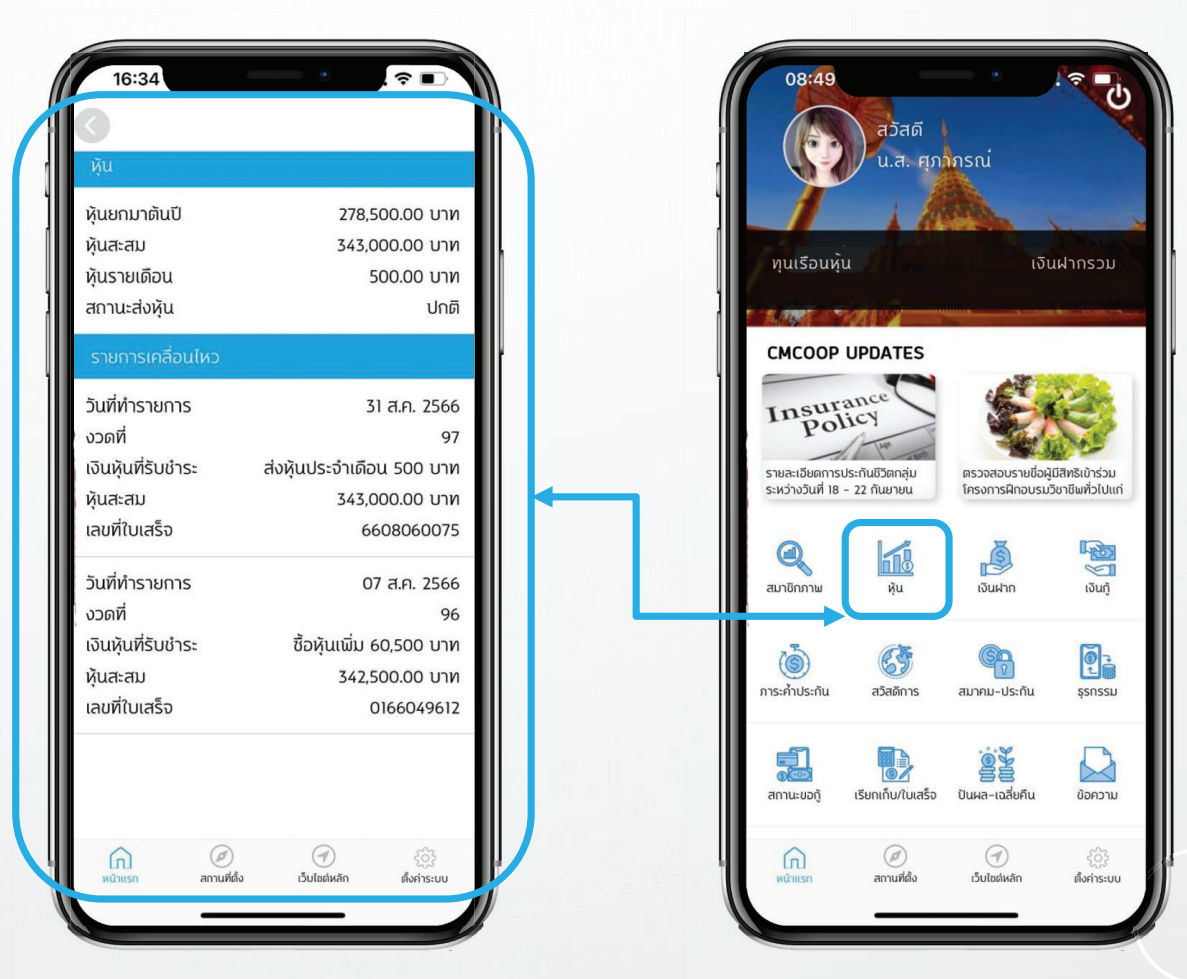 16:34
หุ้น
หุ้นยกมาต้นปี 278,500.00 บาท
หุ้นสะสม 343,000.00 บาท
หุ้นรายเดือน 500.00 บาท
สถานะส่งหุ้น ปกติ
รายการเคลื่อนไหว
วันที่ทำรายการ 31 ส.ค. 2566
งวดที่ 97
เงินหุ้นที่รับชำระ ส่งหุ้นประจำเดือน 500 บาท
หุ้นสะสม 343,000.00 บาท
เลขที่ใบเสร็จ 6608060075
วันที่ทำรายการ 07 ส.ค. 2566
งวดที่ 96
เงินหุ้นที่รับชำระ ซื้อหุ้นเพิ่ม 60,500 บาท
หุ้นสะสม 342,500.00 บาท
เลขที่ใบเสร็จ 0166049612
หน้าแรก สถานที่ตั้ง เว็บไซต์หลัก ตั้งค่าระบบ
08:49
สวัสดี
น.ส. ศุภาภรณ์
ทุนเรือนหุ้น เงินฝากรวม
CMCOOP UPDATES
Insurance
Policy
Age
รายละเอียดการประกันชีวิตกลุ่ม
ระหว่างวันที่ 18 - 22 กันยายน
ตรวจสอบรายชื่อผู้มีสิทธิเข้าร่วม
โครงการฝึกอบรมวิชาชีพทั่วไปแก่
สมาชิกภาพ หุ้น เงินฝาก เงินกู้
ภาระค้ำประกัน สวัสดิการ สมาคม-ประกัน ธุรกรรม
สถานะขอกู้ เรียกเก็บ/ใบเสร็จ ปันผล-เฉลี่ยคืน ข้อความ
หน้าแรก สถานที่ตั้ง เว็บไซต์หลัก ตั้งค่าระบบ